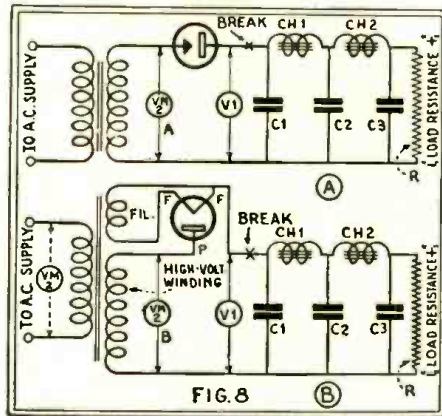 BREAK
CH1
CH2
TO A.C. SUPPLY
VM 2
A
V1
C1
C2
C3
LOAD RESISTANCE
+
-
R
A
F
F
FIL.
P
BREAK
CH1
CH2
TO A.C. SUPPLY
VM 2
HIGH-VOLT
WINDING
VM 2
B
V1
C1
C2
C3
LOAD RESISTANCE
+
-
R
FIG.8
B